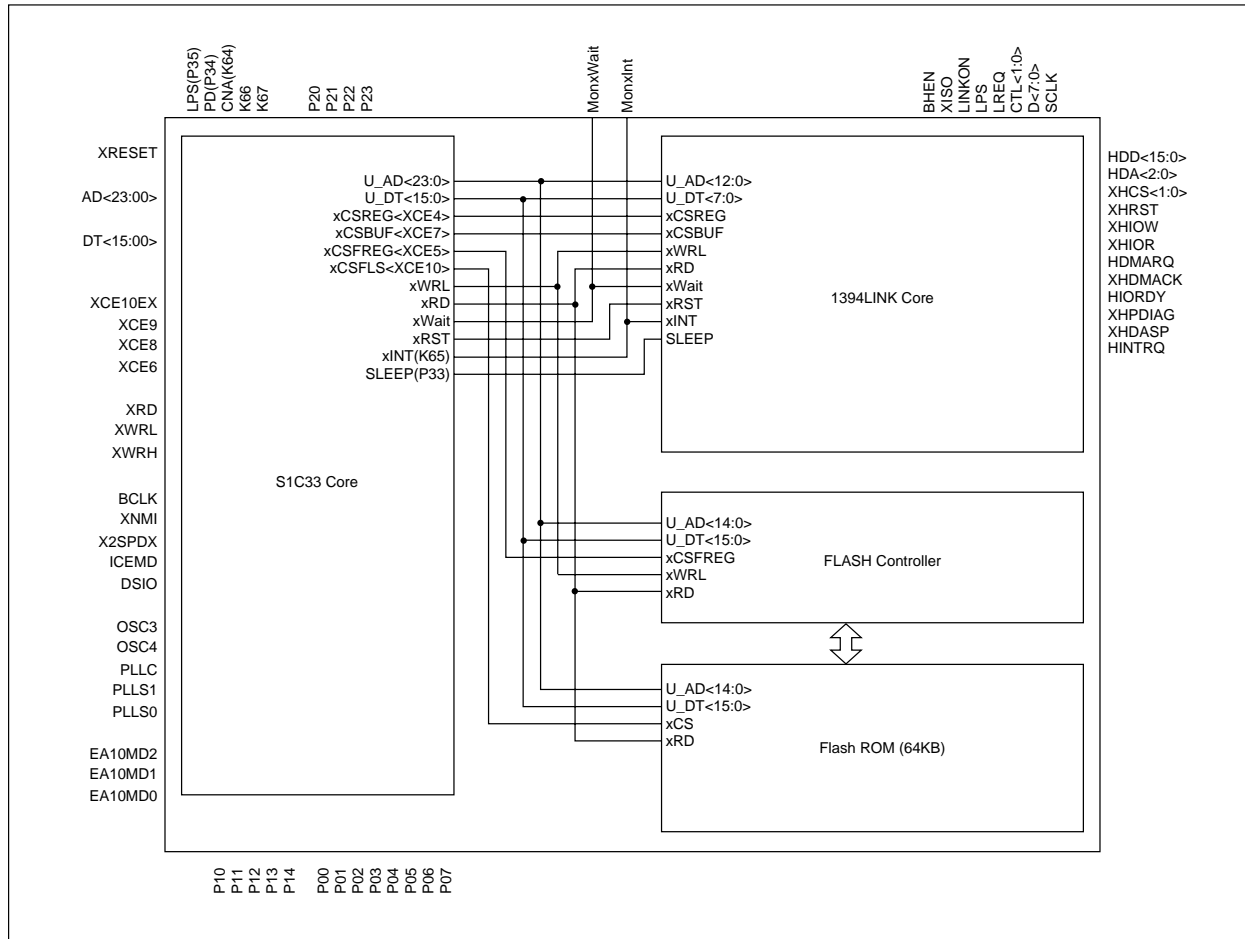 LPS(P35)
PD(P34)
CNA(K64)
K66
K67
P20
P21
P22
P23
MonxWait
MonxInt
BHEN
XISO
LINKON
LPS
LREQ
CTL<1:0>
D<7:0>
SCLK
XRESET
AD<23:00>
DT<15:00>
XCE10EX
XCE9
XCE8
XCE6
XRD
XWRL
XWRH
BCLK
XNMI
X2SPDX
ICEMD
DSIO
OSC3
OSC4
PLLC
PLLS1
PLLS0
EA10MD2
EA10MD1
EA10MD0
U_AD<23:0>
U_DT<15:0>
xCSREG<XCE4>
xCSBUF<XCE7>
xCSFREG<XCE5>
xCSFLS<XCE10>
xWRL
xRD
xWait
xRST
xINT(K65)
SLEEP(P33)
S1C33 Core
U_AD<12:0>
U_DT<7:0>
xCSREG
xCSBUF
xWRL
xRD
xWait
xRST
xINT
SLEEP
1394LINK Core
U_AD<14:0>
U_DT<15:0>
xCSFREG
xWRL
xRD
FLASH Controller
U_AD<14:0>
U_DT<15:0>
xCS
xRD
Flash ROM (64KB)
HDD<15:0>
HDA<2:0>
XHCS<1:0>
XHRST
XHIOW
XHIOR
HDMARQ
XHDMACK
HIORDY
XHPDIAG
XHDASP
HINTRQ
P10
P11
P12
P13
P14
P00
P01
P02
P03
P04
P05
P06
P07